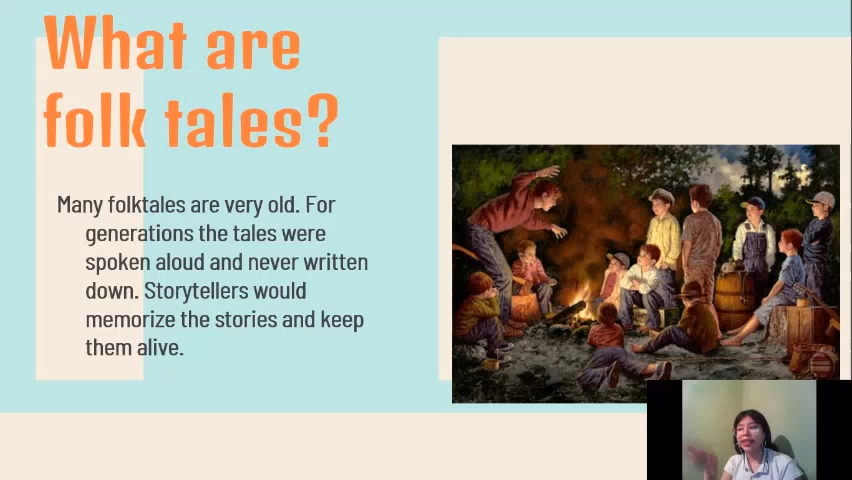 What are
folk tales?
Many folktales are very old. For
generations the tales were
spoken aloud and never written
down. Storytellers would
memorize the stories and keep
them alive.